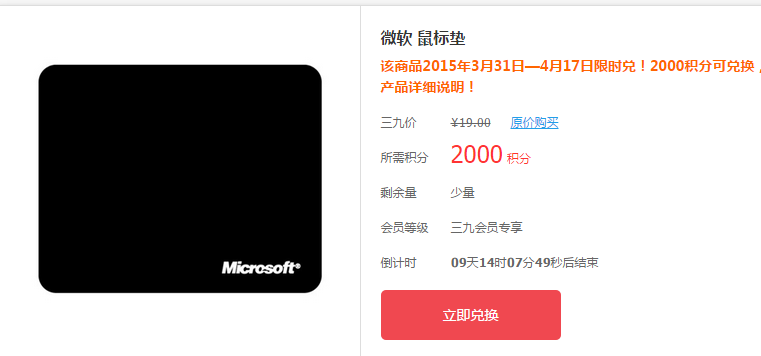 微软 鼠标垫
该商品2015年3月31日—4月17日限时兑！2000积分可兑换，
产品详细说明！
三九价 ¥19.00 原价购买
所需积分 2000 积分
剩余量 少量
会员等级 三九会员专享
倒计时 09天14时07分49秒后结束
立即兑换
Microsoft®